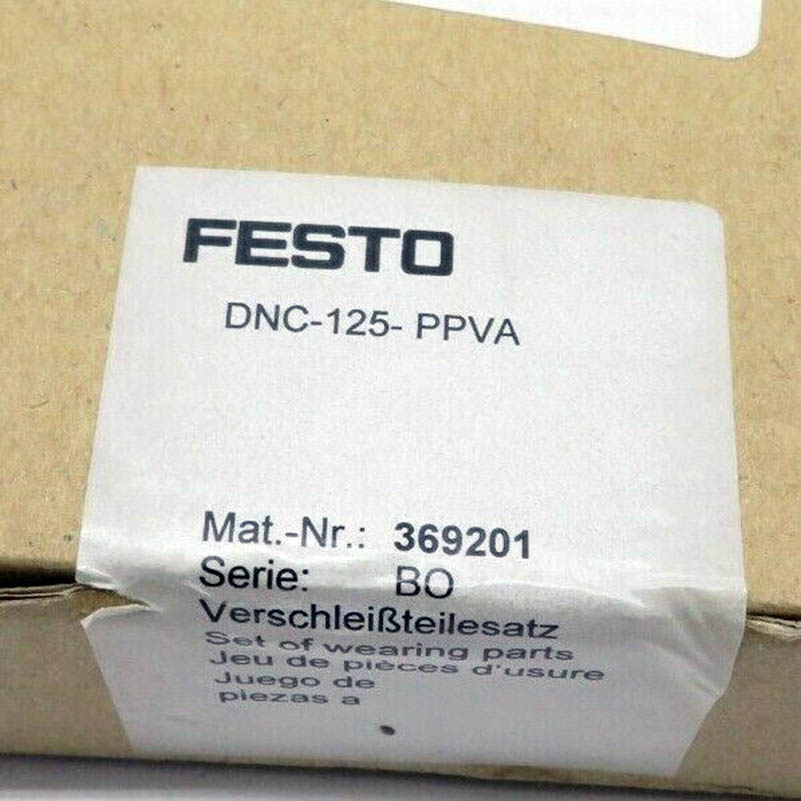 FESTO
DNC-125- PPVA
Mat.-Nr.: 369201
Serie: BO
Verschleißteilesatz
Set of wearing parts
Jeu de pièces d'usure
Juego de
piezas a